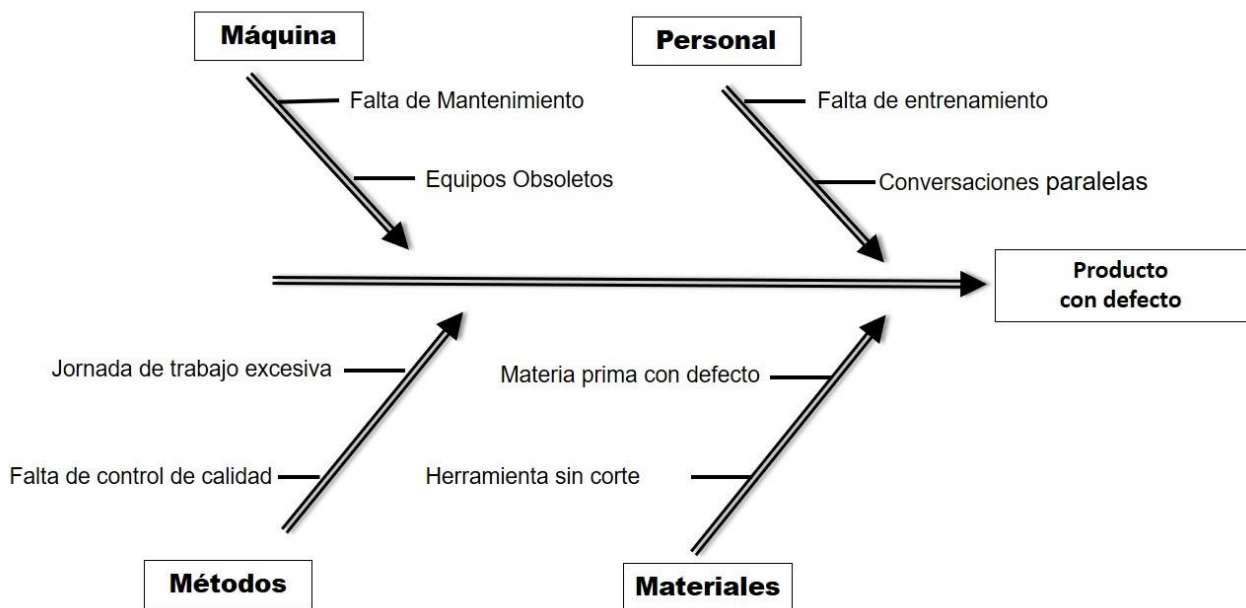 Máquina
Personal
Falta de Mantenimiento
Falta de entrenamiento
Equipos Obsoletos
Conversaciones paralelas
Producto
con defecto
Jornada de trabajo excesiva
Materia prima con defecto
Falta de control de calidad
Herramienta sin corte
Métodos
Materiales